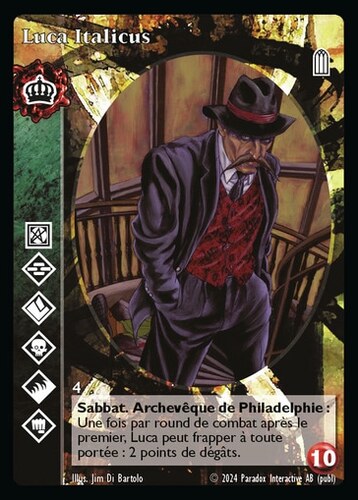 Luca Italicus
4
Sabbat. Archevêque de Philadelphie :
Une fois par round de combat après le
premier, Luca peut frapper à toute
portée : 2 points de dégâts.
10
Illus. Jim Di Bartolo
© 2024 Paradox Interactive AB (publ)